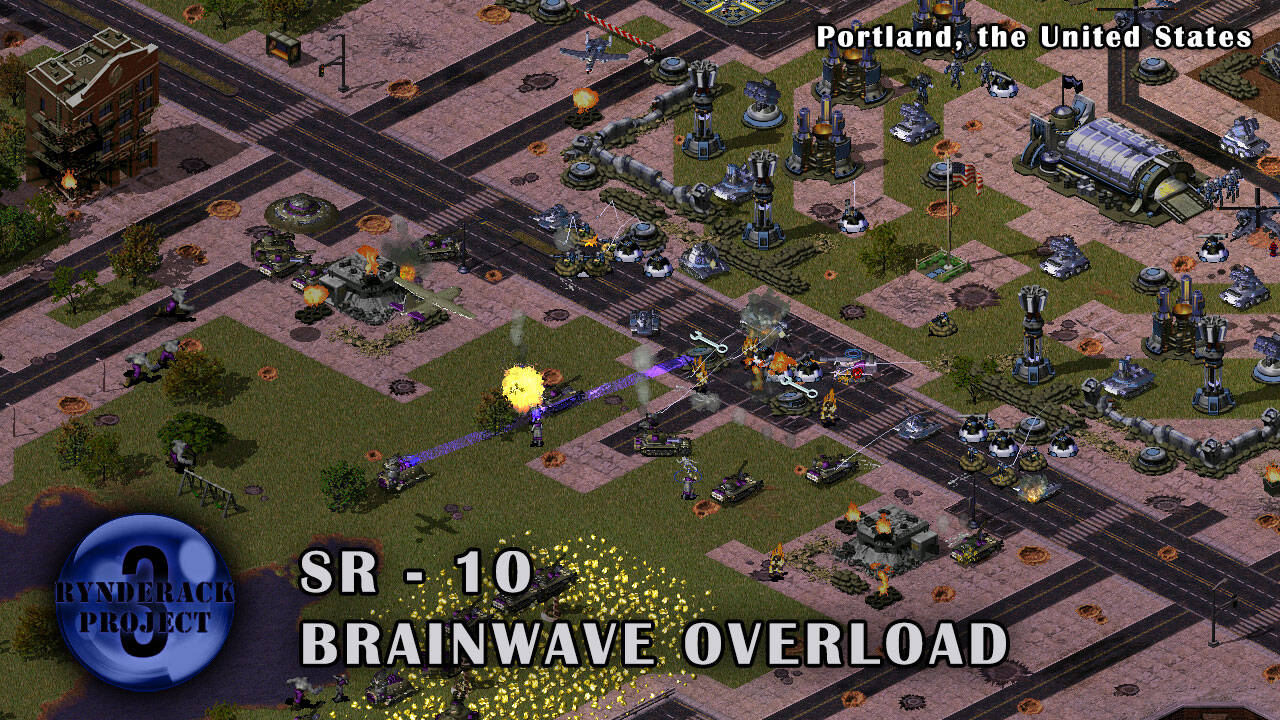 Portland, the United States
3
RYNDERACK
PROJECT
SR - 10
BRAINWAVE OVERLOAD